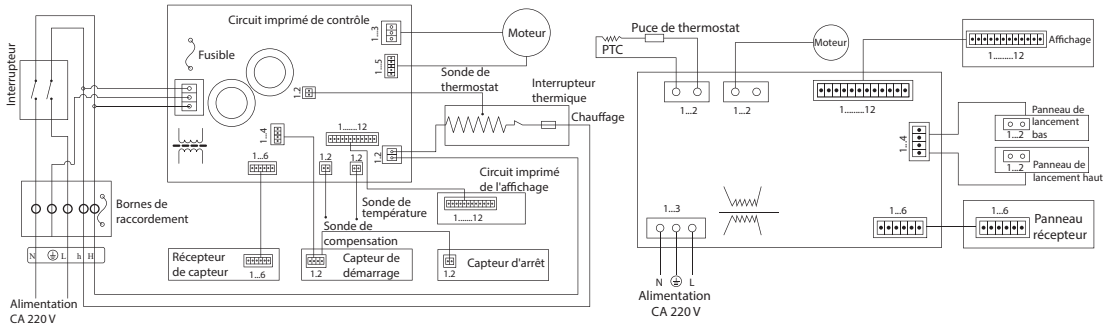 Circuit imprimé de contrôle
Fusible
Interrupteur
1...3
Moteur
1...5
Sonde de
thermostat
1.2
Interrupteur
thermique
Chauffage
1...4
1........12
1...6
1.2
1.2
1.2
Circuit imprimé
de l'affichage
1........12
Bornes de
raccordement
Sonde de
température
Sonde de
compensation
N
L
h
H
Récepteur
de capteur
1...6
1.2
Capteur de
démarrage
1.2
Capteur d'arrêt
Alimentation
CA 220 V
Puce de thermostat
PTC
Moteur
Affichage
1.........12
1...2
1...2
1.........12
1...4
Panneau de
lancement
bas
1...2
1...2
Panneau de
lancement haut
1...3
1...6
1...6
Panneau
récepteur
N
L
Alimentation
CA 220 V